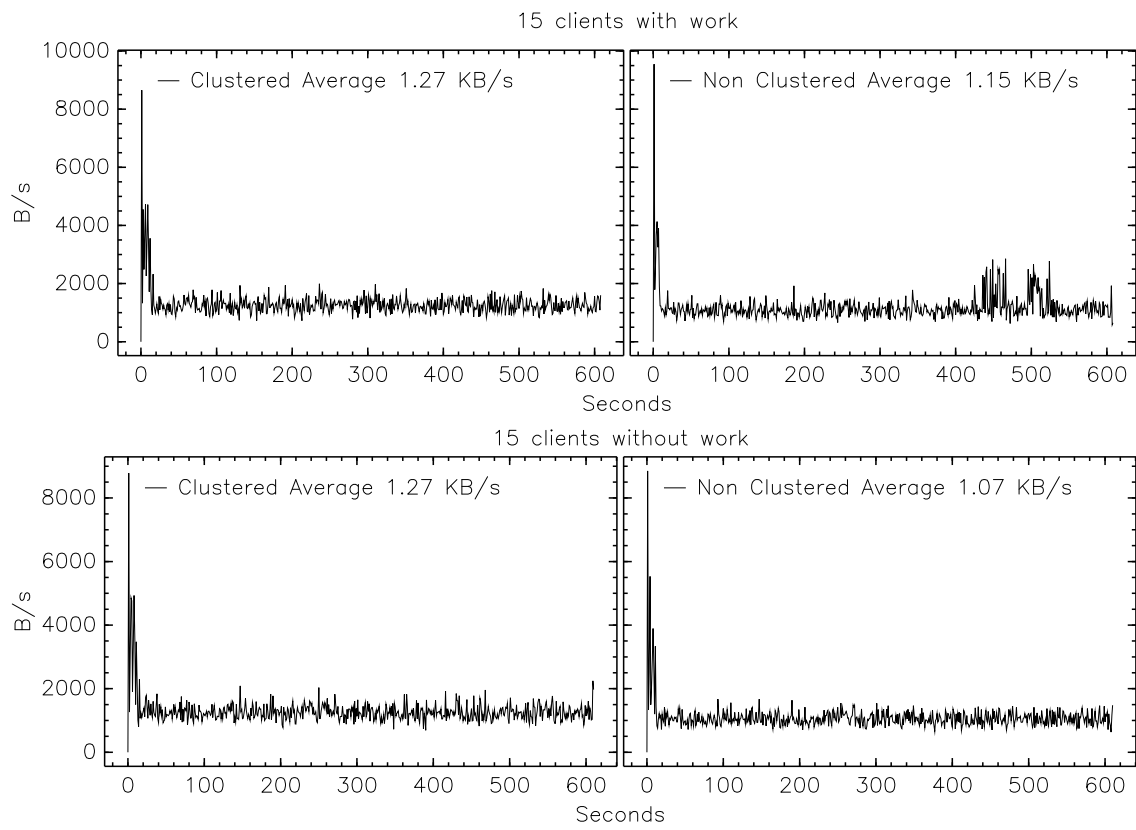 15 clients with work
10000
8000
6000
4000
2000
0
B/s
— Clustered Average 1.27 KB/s
— Non Clustered Average 1.15 KB/s
0 100 200 300 400 500 600 0 100 200 300 400 500 600
Seconds
15 clients without work
8000
6000
4000
2000
0
B/s
— Clustered Average 1.27 KB/s
— Non Clustered Average 1.07 KB/s
0 100 200 300 400 500 600 0 100 200 300 400 500 600
Seconds